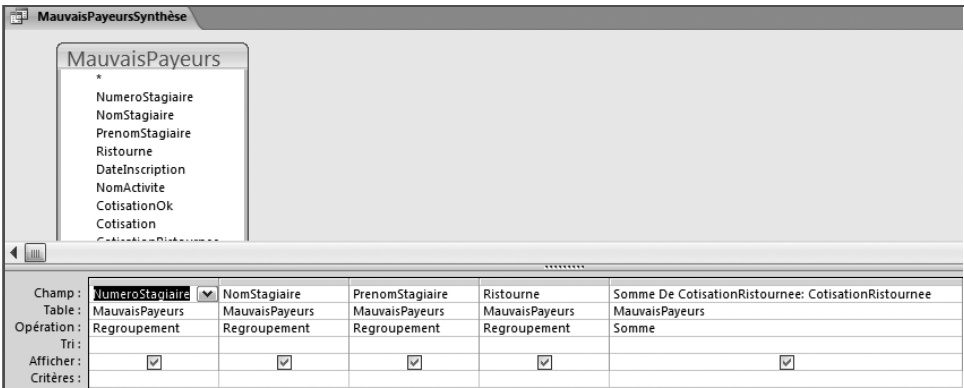 MauvaisPayeursSynthèse
MauvaisPayeurs
*
NumeroStagiaire
NomStagiaire
PrenomStagiaire
Ristourne
DateInscription
NomActivite
CotisationOk
Cotisation
CotisationRistournee
Champ : NumeroStagiaire NomStagiaire PrenomStagiaire Ristourne Somme De CotisationRistournee: CotisationRistournee
Table : MauvaisPayeurs MauvaisPayeurs MauvaisPayeurs MauvaisPayeurs MauvaisPayeurs
Opération : Regroupement Regroupement Regroupement Regroupement Somme
Tri :
Afficher :
Critères :